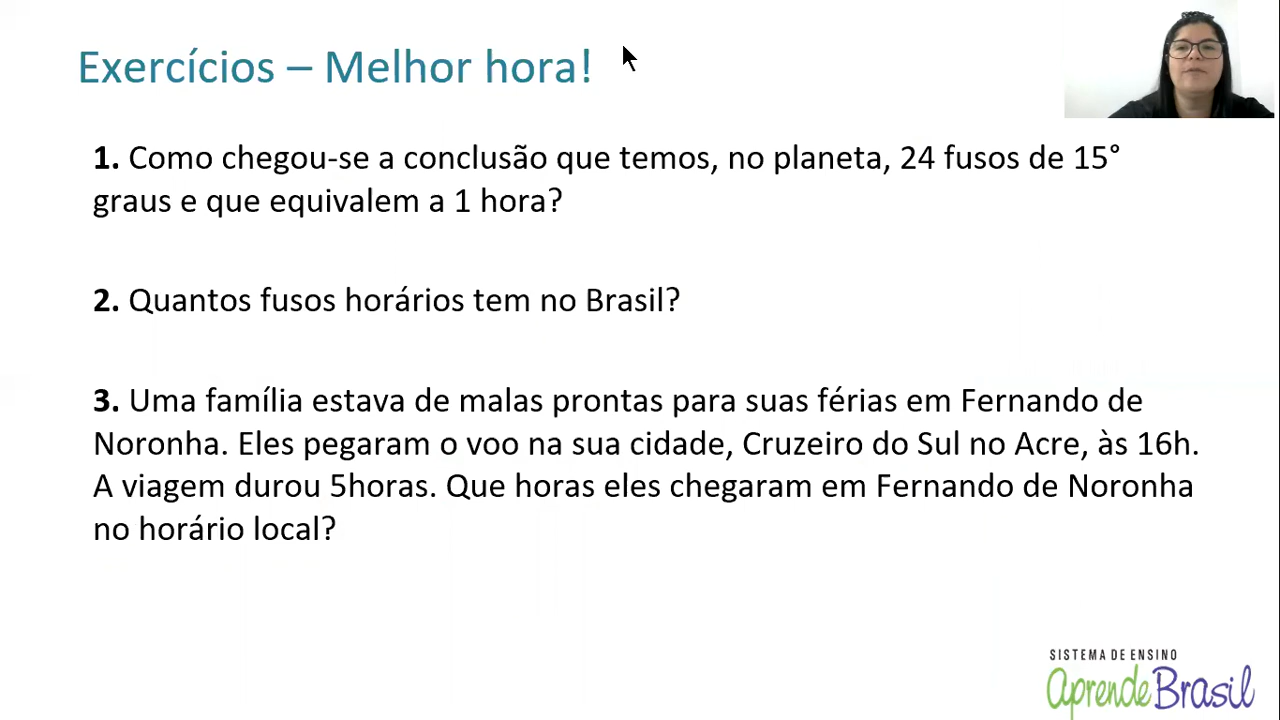 Exercícios – Melhor hora!
1. Como chegou-se a conclusão que temos, no planeta, 24 fusos de 15°
graus e que equivalem a 1 hora?
2. Quantos fusos horários tem no Brasil?
3. Uma família estava de malas prontas para suas férias em Fernando de
Noronha. Eles pegaram o voo na sua cidade, Cruzeiro do Sul no Acre, às 16h.
A viagem durou 5horas. Que horas eles chegaram em Fernando de Noronha
no horário local?
SISTEMA DE ENSINO
aprende Brasil